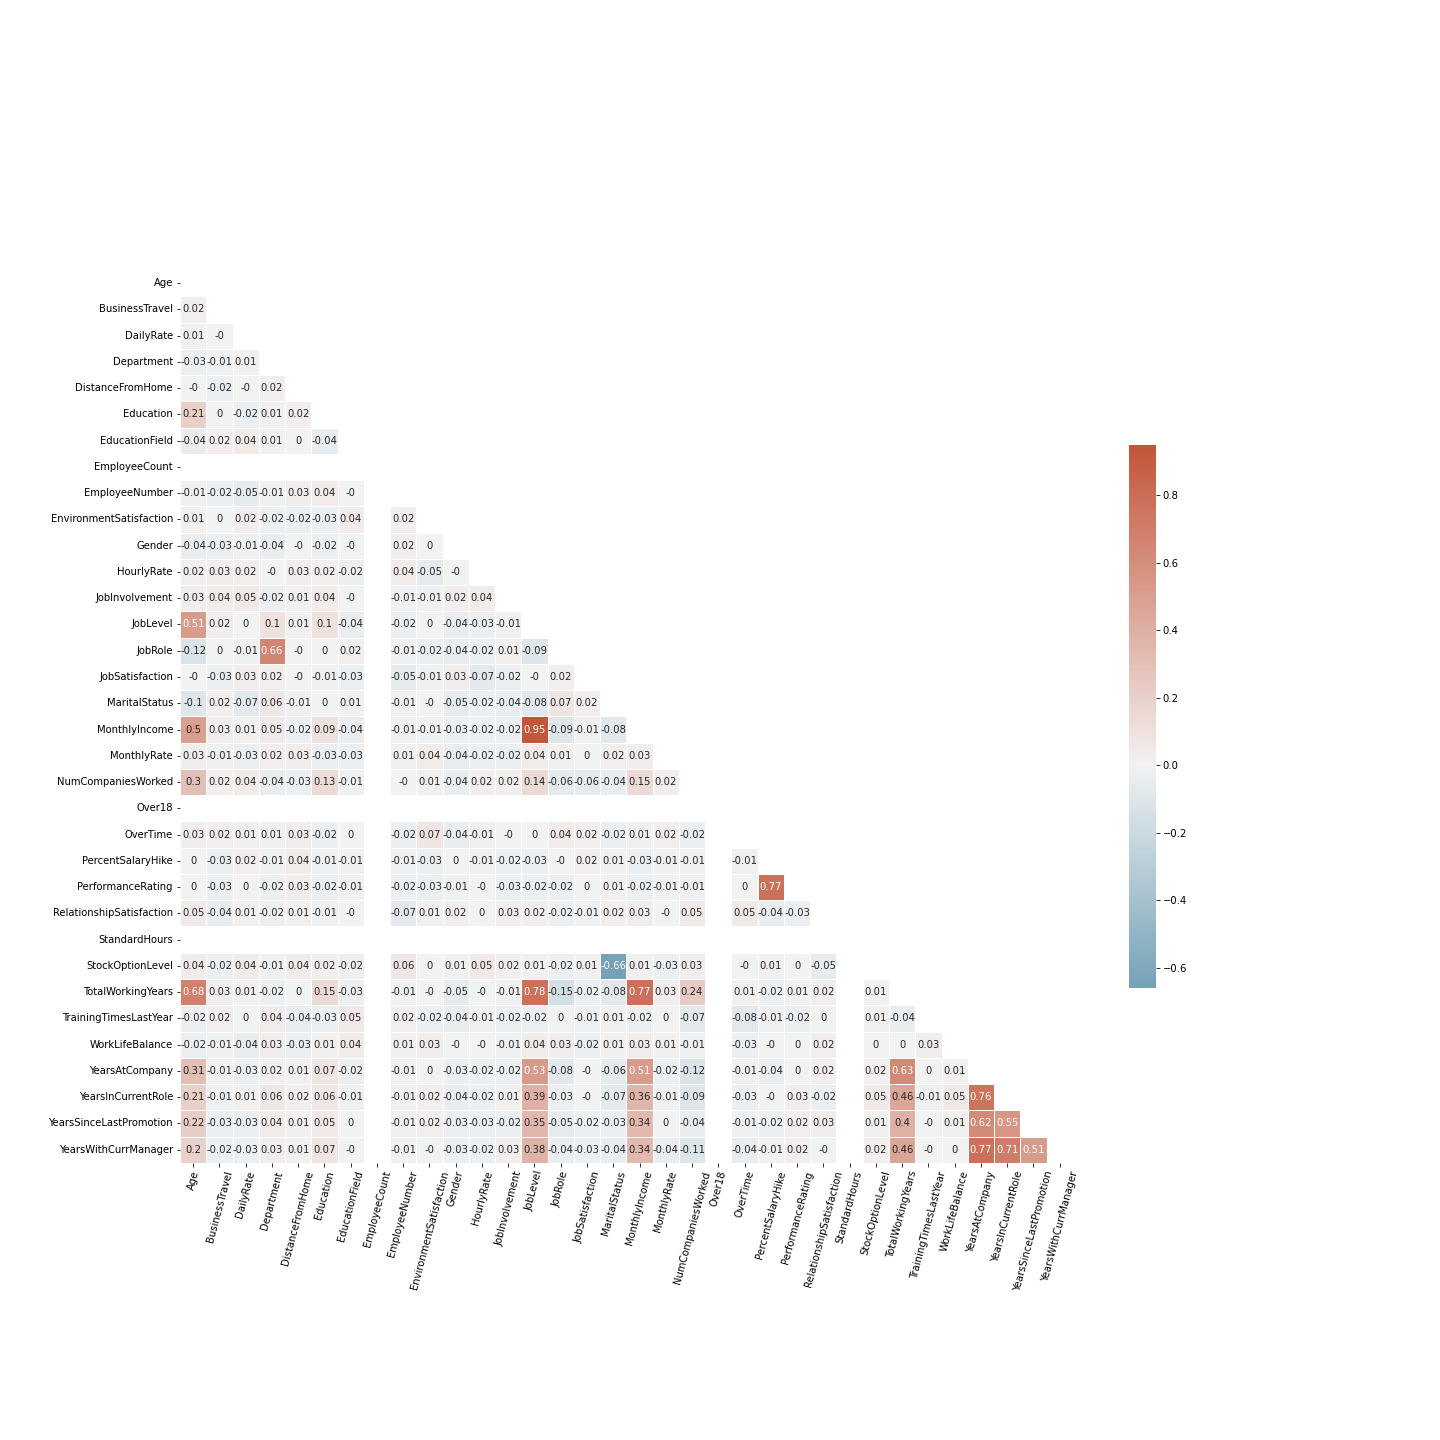 Age
BusinessTravel 0.02
DailyRate 0.01 -0
Department -0.03 -0.01 0.01
DistanceFromHome -0 -0.02 -0 0.02
Education 0.21 0 -0.02 0.01 0.02
EducationField -0.04 0.02 0.04 0.01 0 -0.04
EmployeeCount
EmployeeNumber -0.01 -0.02 -0.05 -0.01 0.03 0.04 -0
EnvironmentSatisfaction 0.01 0 0.02 -0.02 -0.02 -0.03 0.04 0.02
Gender -0.04 -0.03 -0.01 -0.04 -0 -0.02 -0 0.02 0
HourlyRate 0.02 0.03 0.02 -0 0.03 0.02 -0.02 0.04 -0.05 -0
JobInvolvement 0.03 0.04 0.05 -0.02 0.01 0.04 -0 -0.01 -0.01 0.02 0.04
JobLevel 0.51 0.02 0 0.1 0.01 0.1 -0.04 -0.02 0 -0.04 -0.03 -0.01
JobRole -0.12 0 -0.01 0.66 -0 0 0.02 -0.01 -0.02 -0.04 -0.02 0.01 -0.09
JobSatisfaction -0 -0.03 0.03 0.02 -0 -0.01 -0.03 -0.05 -0.01 0.03 -0.07 -0.02 -0 0.02
MaritalStatus -0.1 0.02 -0.07 0.06 -0.01 0 0.01 -0.01 -0 -0.05 -0.02 -0.04 -0.08 0.07 0.02
MonthlyIncome 0.5 0.03 0.01 0.05 -0.02 0.09 -0.04 -0.01 -0.01 -0.03 -0.02 -0.02 0.95 -0.09 -0.01 -0.08
MonthlyRate 0.03 -0.01 -0.03 0.02 0.03 -0.03 -0.03 0.01 0.04 -0.04 -0.02 -0.02 0.04 0.01 0 0.02 0.03
NumCompaniesWorked 0.3 0.02 0.04 -0.04 -0.03 0.13 -0.01 -0 0.01 -0.04 0.02 0.02 0.14 -0.06 -0.06 -0.04 0.15 0.02
Over18
OverTime 0.03 0.02 0.01 0.01 0.03 -0.02 0 -0.02 0.07 -0.04 -0.01 -0 0 0.04 0.02 -0.02 0.01 0.02 -0.02
PercentSalaryHike 0 -0.03 0.02 -0.01 0.04 -0.01 -0.01 -0.01 -0.03 0 -0.01 -0.02 -0.03 -0 0.02 0.01 -0.03 -0.01 -0.01 -0.01
PerformanceRating 0 -0.03 0 -0.02 0.03 -0.02 -0.01 -0.02 -0.03 -0.01 -0 -0.03 -0.02 -0.02 0 0.01 -0.02 -0.01 -0.01 0 0.77
RelationshipSatisfaction 0.05 -0.04 0.01 -0.02 0.01 -0.01 -0 -0.07 0.01 0.02 0 0.03 0.02 -0.02 -0.01 0.02 0.03 -0 0.05 0.05 -0.04 -0.03
StandardHours
StockOptionLevel 0.04 -0.02 0.04 -0.01 0.04 0.02 -0.02 0.06 0 0.01 0.05 0.02 0.01 -0.02 0.01 -0.66 0.01 -0.03 0.03 -0 0.01 0 -0.05
TotalWorkingYears 0.68 0.03 0.01 -0.02 0 0.15 -0.03 -0.01 -0 -0.05 -0 -0.01 0.78 -0.15 -0.02 -0.08 0.77 0.03 0.24 0.01 -0.02 0.01 0.02 0.01
TrainingTimesLastYear -0.02 0.02 0 0.04 -0.04 -0.03 0.05 0.02 -0.02 -0.04 -0.01 -0.02 -0.02 0 -0.01 0.01 -0.02 0 -0.07 -0.08 -0.01 -0.02 0 0.01 -0.04
WorkLifeBalance -0.02 -0.01 -0.04 0.03 -0.03 0.01 0.04 0.01 0.03 -0 -0 -0.01 0.04 0.03 -0.02 0.01 0.03 0.01 -0.01 -0.03 -0 0 0.02 0 0 0.03
YearsAtCompany 0.31 -0.01 -0.03 0.02 0.01 0.07 -0.02 -0.01 0 -0.03 -0.02 -0.02 0.53 -0.08 -0 -0.06 0.51 -0.02 -0.12 -0.01 -0.04 0 0.02 0.02 0.63 0 0.01
YearsInCurrentRole 0.21 -0.01 0.01 0.06 0.02 0.06 -0.01 -0.01 0.02 -0.04 -0.02 0.01 0.39 -0.03 -0 -0.07 0.36 -0.01 -0.09 -0.03 -0 0.03 -0.02 0.05 0.46 -0.01 0.05 0.76
YearsSinceLastPromotion 0.22 -0.03 -0.03 0.04 0.01 0.05 0 -0.01 0.02 -0.03 -0.03 -0.02 0.35 -0.05 -0.02 -0.03 0.34 0 -0.04 -0.01 -0.02 0.02 0.03 0.01 0.4 -0 0.01 0.62 0.55
YearsWithCurrManager 0.2 -0.02 -0.03 0.03 0.01 0.07 -0 -0.01 -0 -0.03 -0.02 0.03 0.38 -0.04 -0.03 -0.04 0.34 -0.04 -0.11 -0.04 -0.01 0.02 -0 0.02 0.46 -0 0 0.77 0.71 0.51
Age
BusinessTravel
DailyRate
Department
DistanceFromHome
Education
EducationField
EmployeeCount
EmployeeNumber
EnvironmentSatisfaction
Gender
HourlyRate
JobInvolvement
JobLevel
JobRole
JobSatisfaction
MaritalStatus
MonthlyIncome
MonthlyRate
NumCompaniesWorked
Over18
OverTime
PercentSalaryHike
PerformanceRating
RelationshipSatisfaction
StandardHours
StockOptionLevel
TotalWorkingYears
TrainingTimesLastYear
WorkLifeBalance
YearsAtCompany
YearsInCurrentRole
YearsSinceLastPromotion
YearsWithCurrManager
0.8
0.6
0.4
0.2
0.0
−0.2
−0.4
−0.6